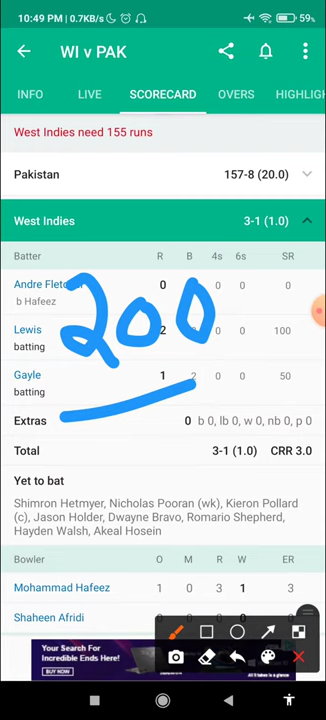 10:49 PM | 0.7KB/s
59%
WI v PAK
INFO LIVE SCORECARD OVERS HIGHLIGH
West Indies need 155 runs
Pakistan 157-8 (20.0)
West Indies 3-1 (1.0)
Batter R B 4s 6s SR
Andre Fletc 0 0 0 0
b Hafeez
Lewis 2 0 0 100
batting
Gayle 1 2 0 0 50
batting
200
Extras 0 b 0, lb 0, w 0, nb 0, p 0
Total 3-1 (1.0) CRR 3.0
Yet to bat
Shimron Hetmyer, Nicholas Pooran (wk), Kieron Pollard
(c), Jason Holder, Dwayne Bravo, Romario Shepherd,
Hayden Walsh, Akeal Hosein
Bowler O M R W ER
Mohammad Hafeez 1 0 3 1 3
Shaheen Afridi 0 0 0 0
Your Search For
Incredible Ends Here!
BUY NOW